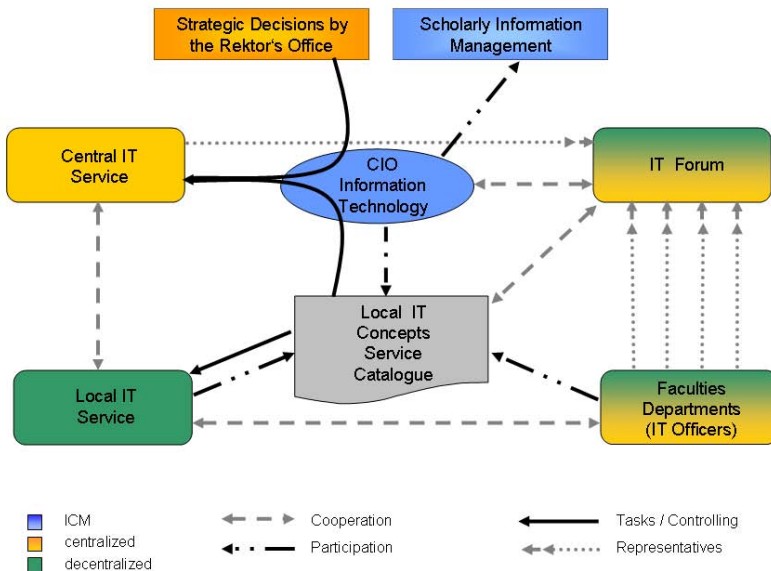 Strategic Decisions by
the Rektor's Office
Scholarly Information
Management
Central IT
Service
CIO
Information
Technology
IT Forum
Local IT
Concepts
Service
Catalogue
Local IT
Service
Faculties
Departments
(IT Officers)
ICM
centralized
decentralized
Cooperation
Participation
Tasks / Controlling
Representatives